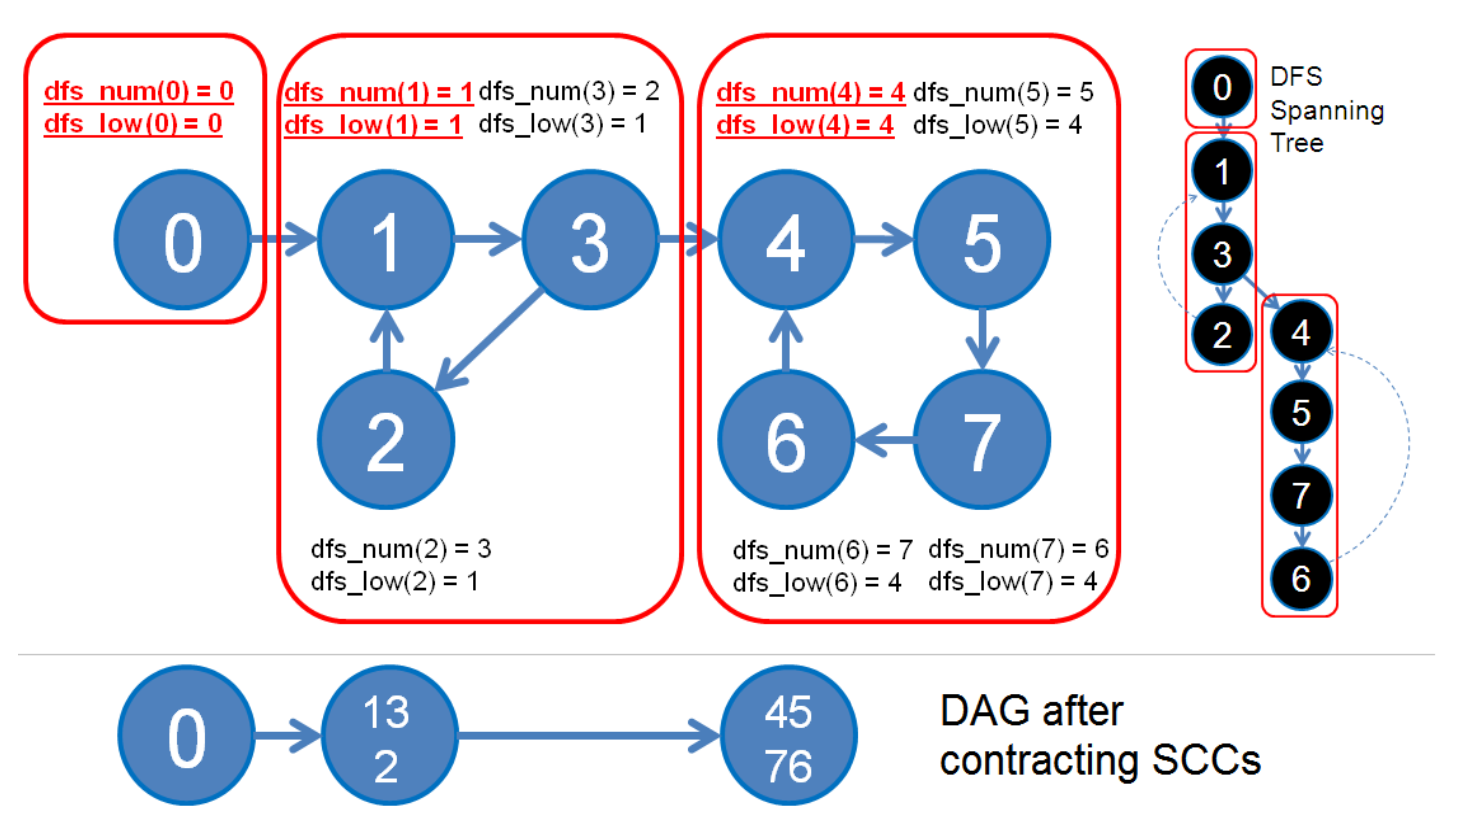 dfs_num(0) = 0
dfs_low(0) = 0
dfs_num(1) = 1 dfs_num(3) = 2
dfs_low(1) = 1 dfs_low(3) = 1
dfs_num(4) = 4 dfs_num(5) = 5
dfs_low(4) = 4 dfs_low(5) = 4
0 1 3 4 5
2 6 7
dfs_num(2) = 3
dfs_low(2) = 1
dfs_num(6) = 7 dfs_num(7) = 6
dfs_low(6) = 4 dfs_low(7) = 4
DFS
Spanning
Tree
0
1
3
2
4
5
7
6
0
13
2
45
76
DAG after
contracting SCCs